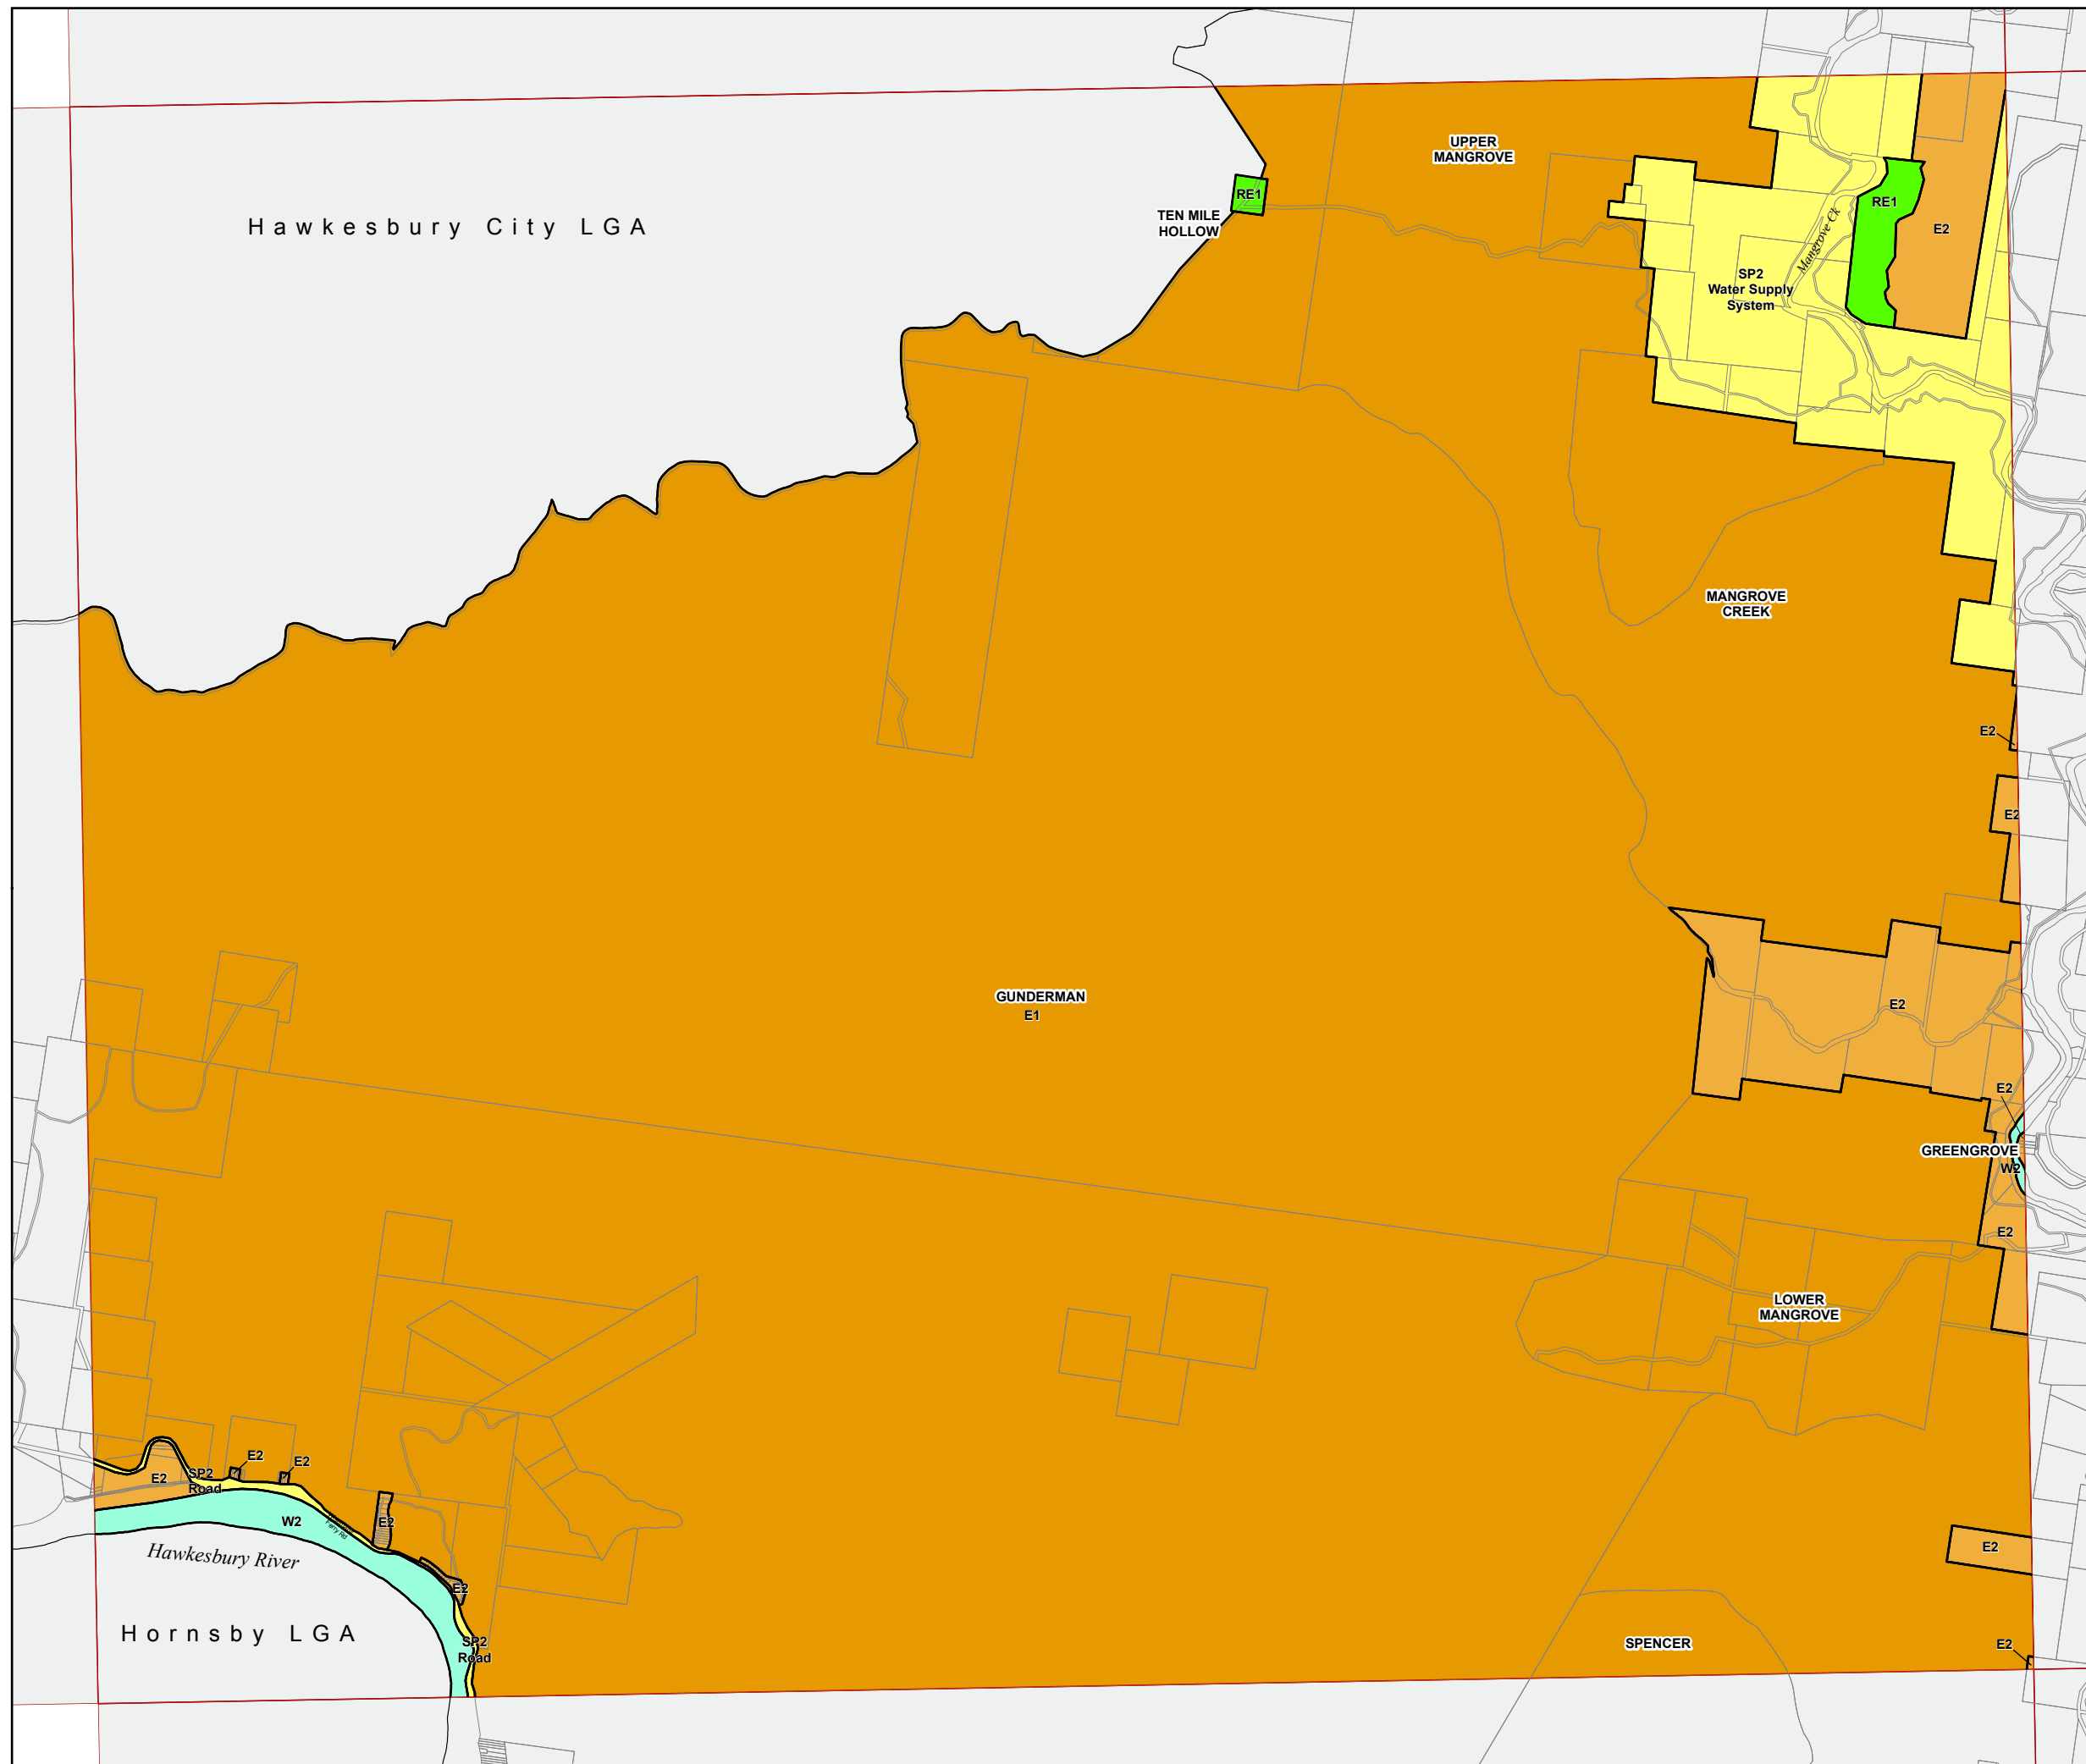 UPPER
MANGROVE
Hawkesbury City LGA
RE1
TEN MILE
HOLLOW
RE1
E2
Mangrove Ck
SP2
Water Supply
System
MANGROVE
CREEK
E2
E2
GUNDERMAN
E1
E2
E2
GREENGROVE
W2
E2
LOWER
MANGROVE
E2
E2
E2
SP2
Road
W2
Ferry Rd
E2
E2
Hawkesbury River
E2
Hornsby LGA
SP2
Road
SPENCER
E2